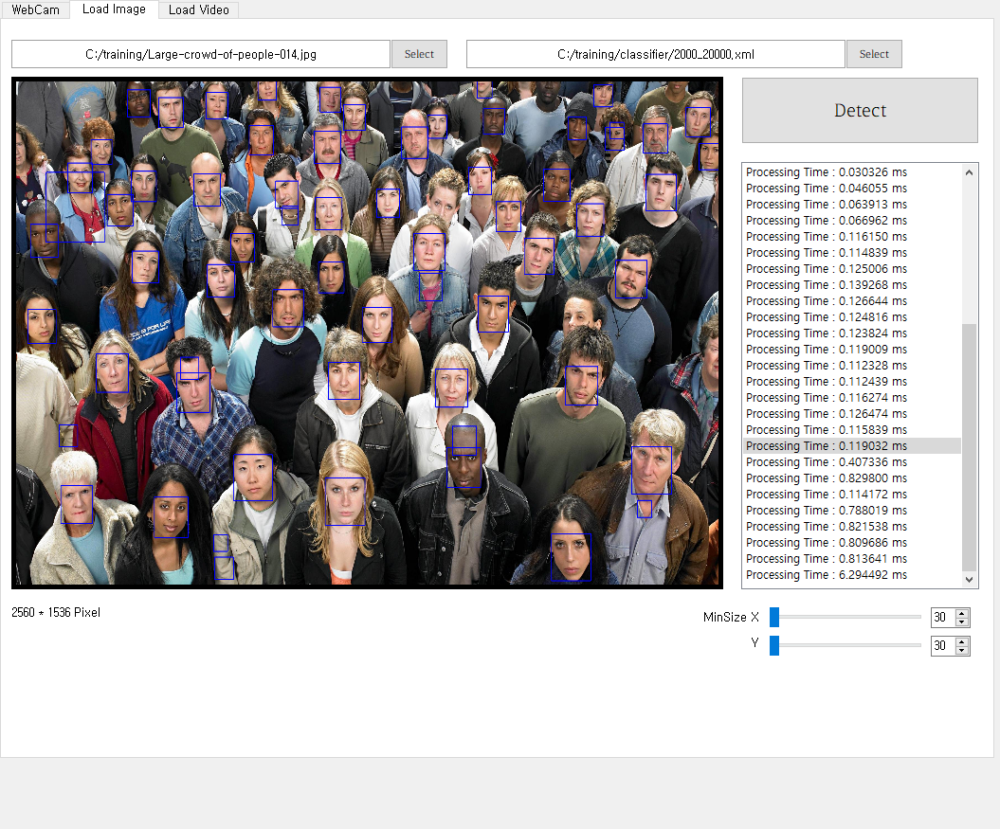 WebCam
Load Image
Load Video
C:/training/Large-crowd-of-people-014.jpg
Select
C:/training/classifier/2000_20000.xml
Select
Detect
Processing Time : 0.030326 ms
Processing Time : 0.046055 ms
Processing Time : 0.063913 ms
Processing Time : 0.066962 ms
Processing Time : 0.116150 ms
Processing Time : 0.114839 ms
Processing Time : 0.125006 ms
Processing Time : 0.139268 ms
Processing Time : 0.126644 ms
Processing Time : 0.124816 ms
Processing Time : 0.123824 ms
Processing Time : 0.119009 ms
Processing Time : 0.112328 ms
Processing Time : 0.112439 ms
Processing Time : 0.116274 ms
Processing Time : 0.126474 ms
Processing Time : 0.115839 ms
Processing Time : 0.119032 ms
Processing Time : 0.407336 ms
Processing Time : 0.829800 ms
Processing Time : 0.114172 ms
Processing Time : 0.788019 ms
Processing Time : 0.821538 ms
Processing Time : 0.809686 ms
Processing Time : 0.813641 ms
Processing Time : 6.294492 ms
2560 * 1536 Pixel
MinSize X
30
Y
30